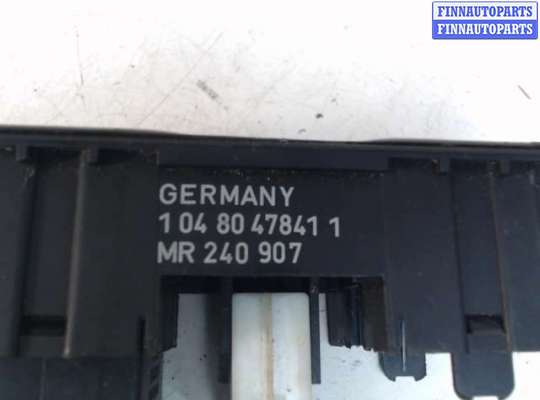 FINNAUTOPARTS
FINNAUTOPARTS
GERMANY
1 04 80 47841 1
MR 240 907